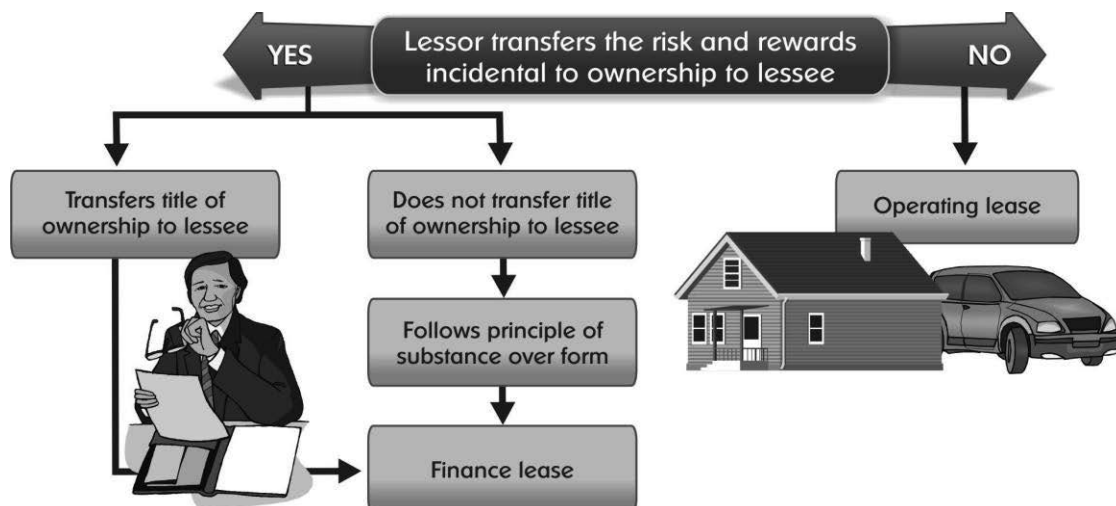 YES
Lessor transfers the risk and rewards
incidental to ownership to lessee
NO
Transfers title of
ownership to lessee
Does not transfer title
of ownership to lessee
Operating lease
Follows principle of
substance over form
Finance lease